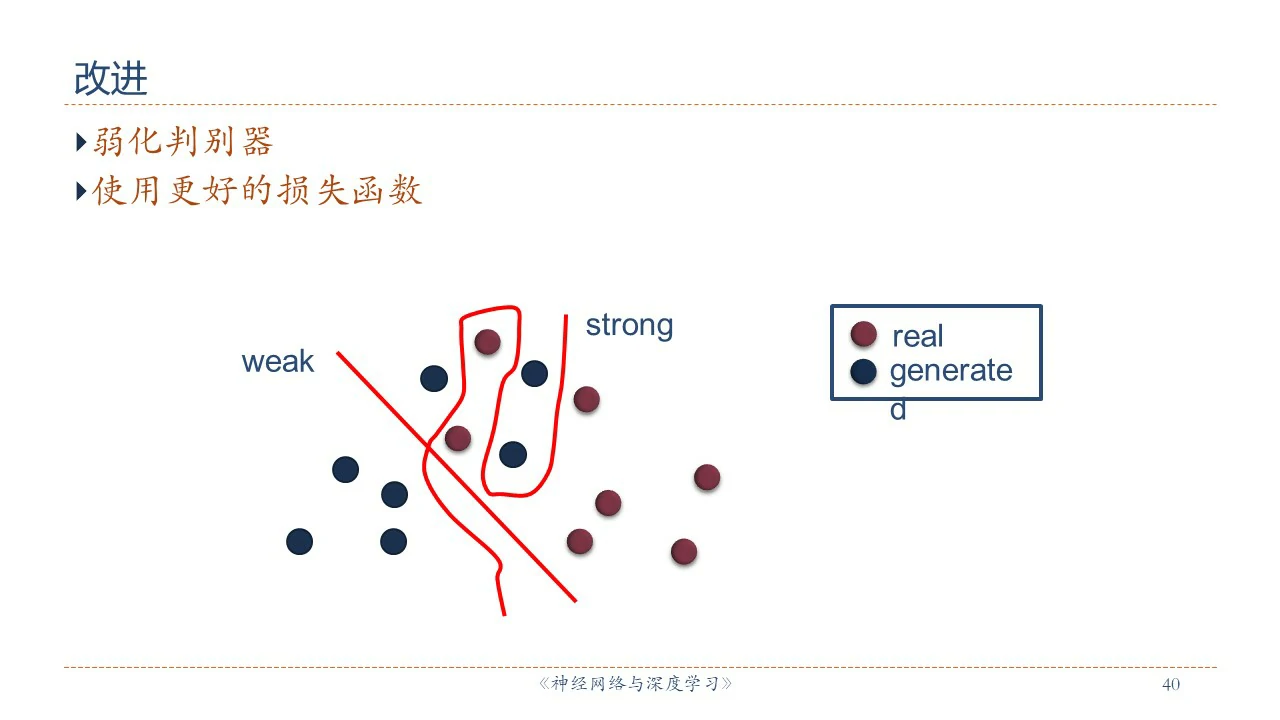 改进
弱化判别器
使用更好的损失函数
strong
weak
real
generate
d
《神经网络与深度学习》
40